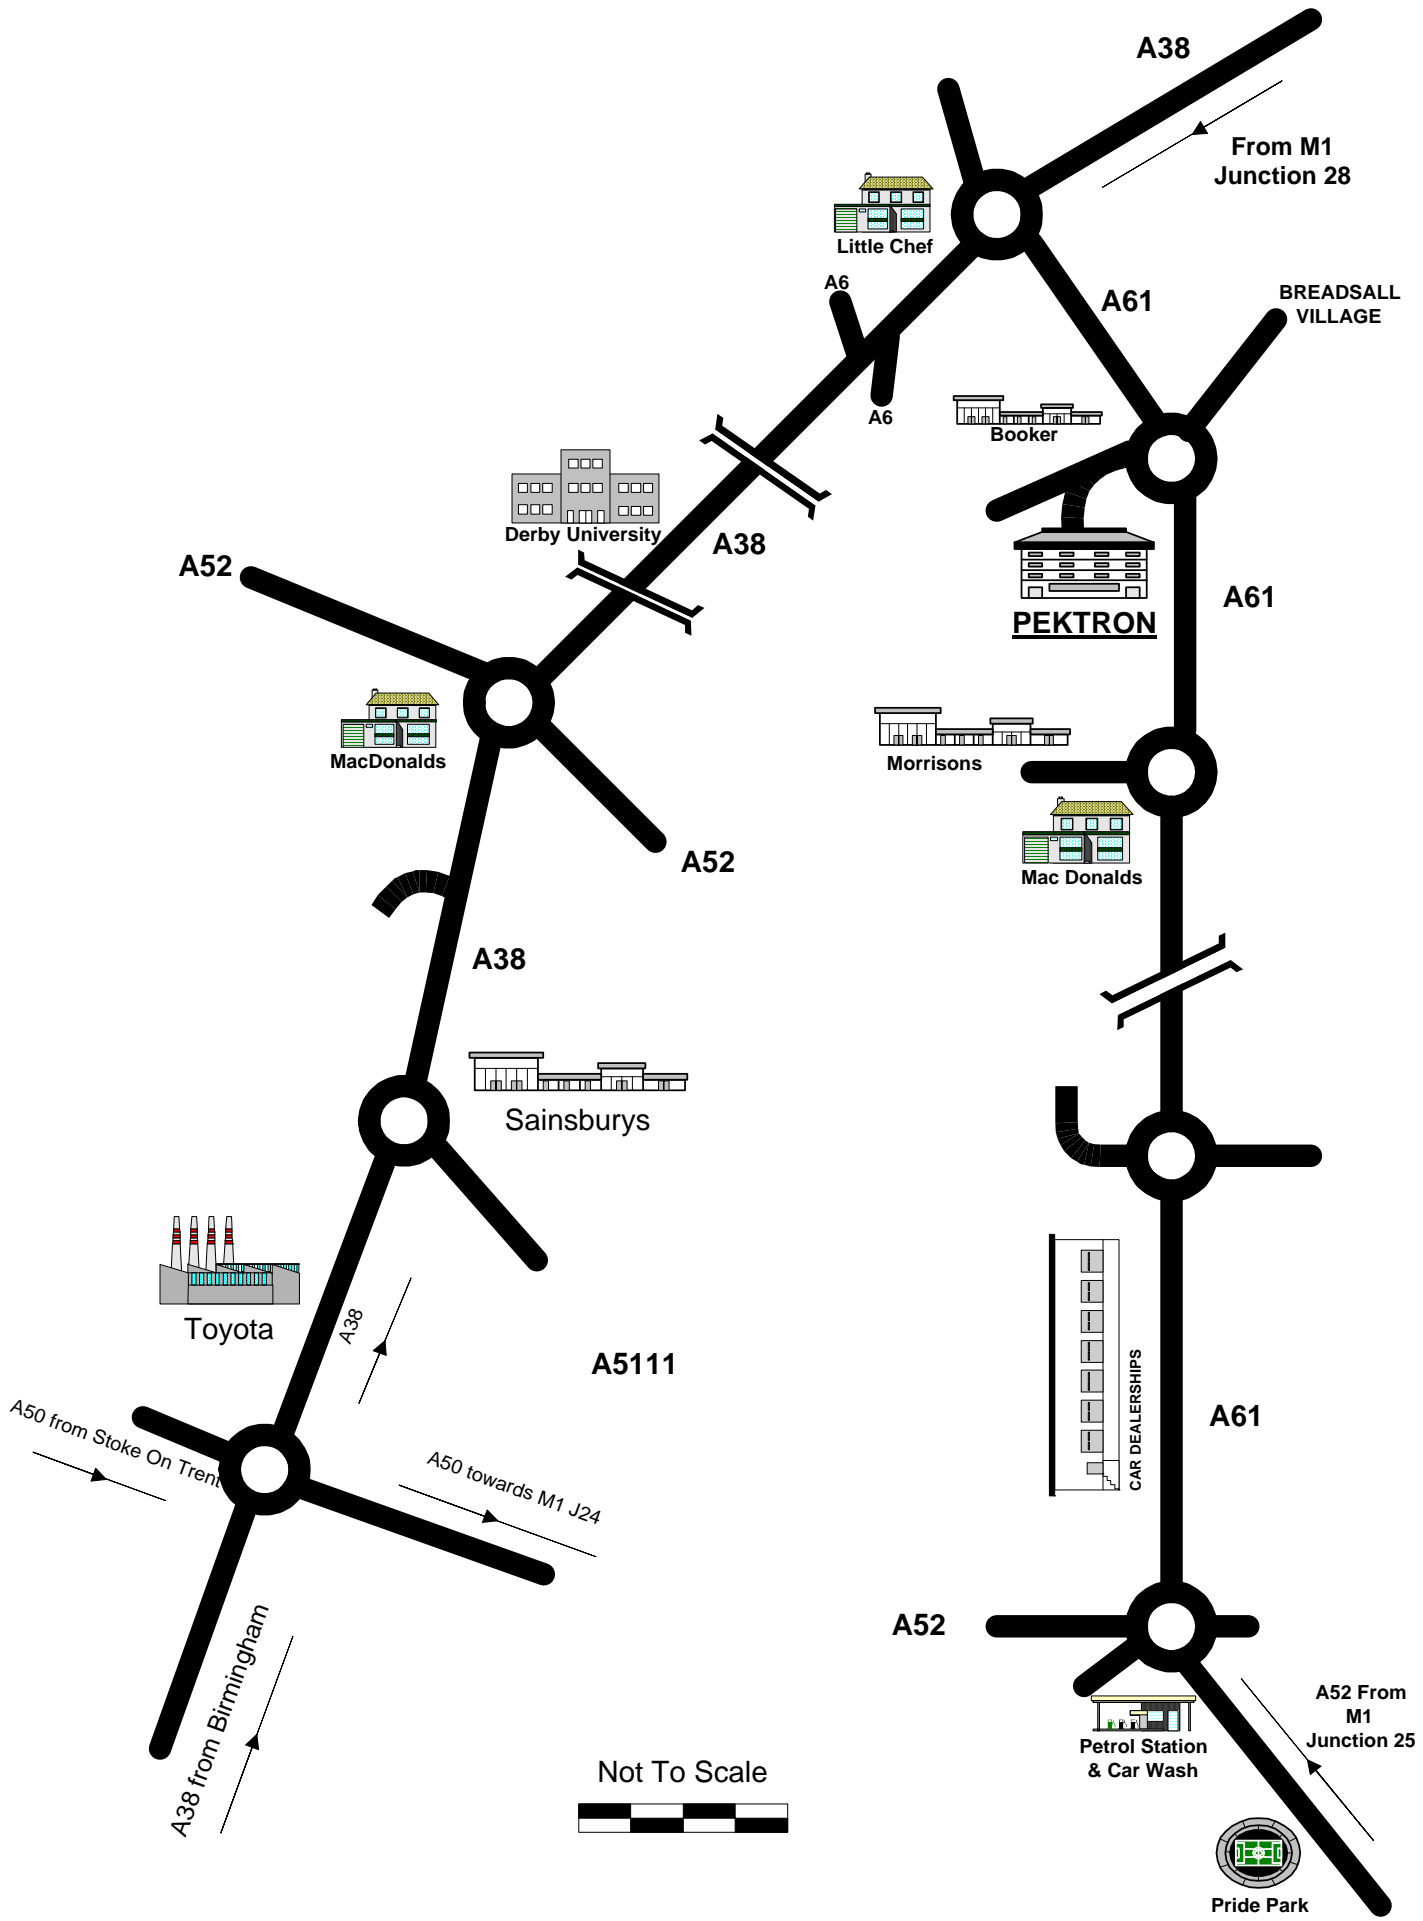 A38
From M1
Junction 28
Little Chef
A6
A61
BREADSALL
VILLAGE
A6
Booker
Derby University
A38
A52
PEKTRON
A61
MacDonalds
Morrisons
A52
Mac Donalds
A38
Sainsburys
Toyota
A38
A5111
CAR DEALERSHIPS
A61
A50 from Stoke On Trent
A50 towards M1 J24
A38 from Birmingham
A52
A52 From
M1
Junction 25
Petrol Station
& Car Wash
Not To Scale
Pride Park